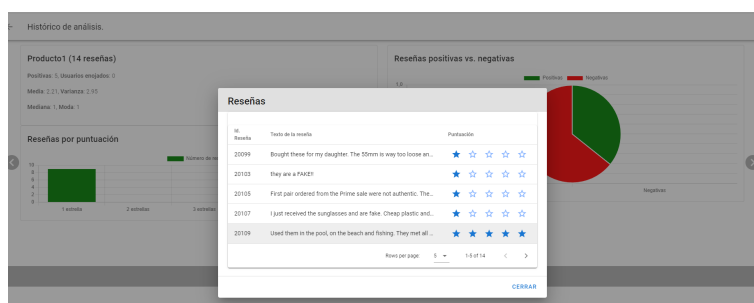 Histórico de análisis.
Producto1 (14 reseñas)
Positivas: 5, Usuarios enojados: 0
Media: 2.21, Varianza: 2.95
Mediana: 1, Moda: 1
Reseñas por puntuación
Número de re
10
8
6
4
2
0
1 estrella
2 estrellas
3 estrellas
Reseñas positivas vs. negativas
Positivas
Negativas
1.0
Negativas
Reseñas
Id. Reseña
Texto de la reseña
Puntuación
20099 Bought these for my daughter. The 55mm is way too loose an...
20103 they are a FAKE!!
20105 First pair ordered from the Prime sale were not authentic. The...
20107 I just received the sunglasses and are fake. Cheap plastic and...
20109 Used them in the pool, on the beach and fishing. They met all ...
Rows per page: 5 1-5 of 14
CERRAR